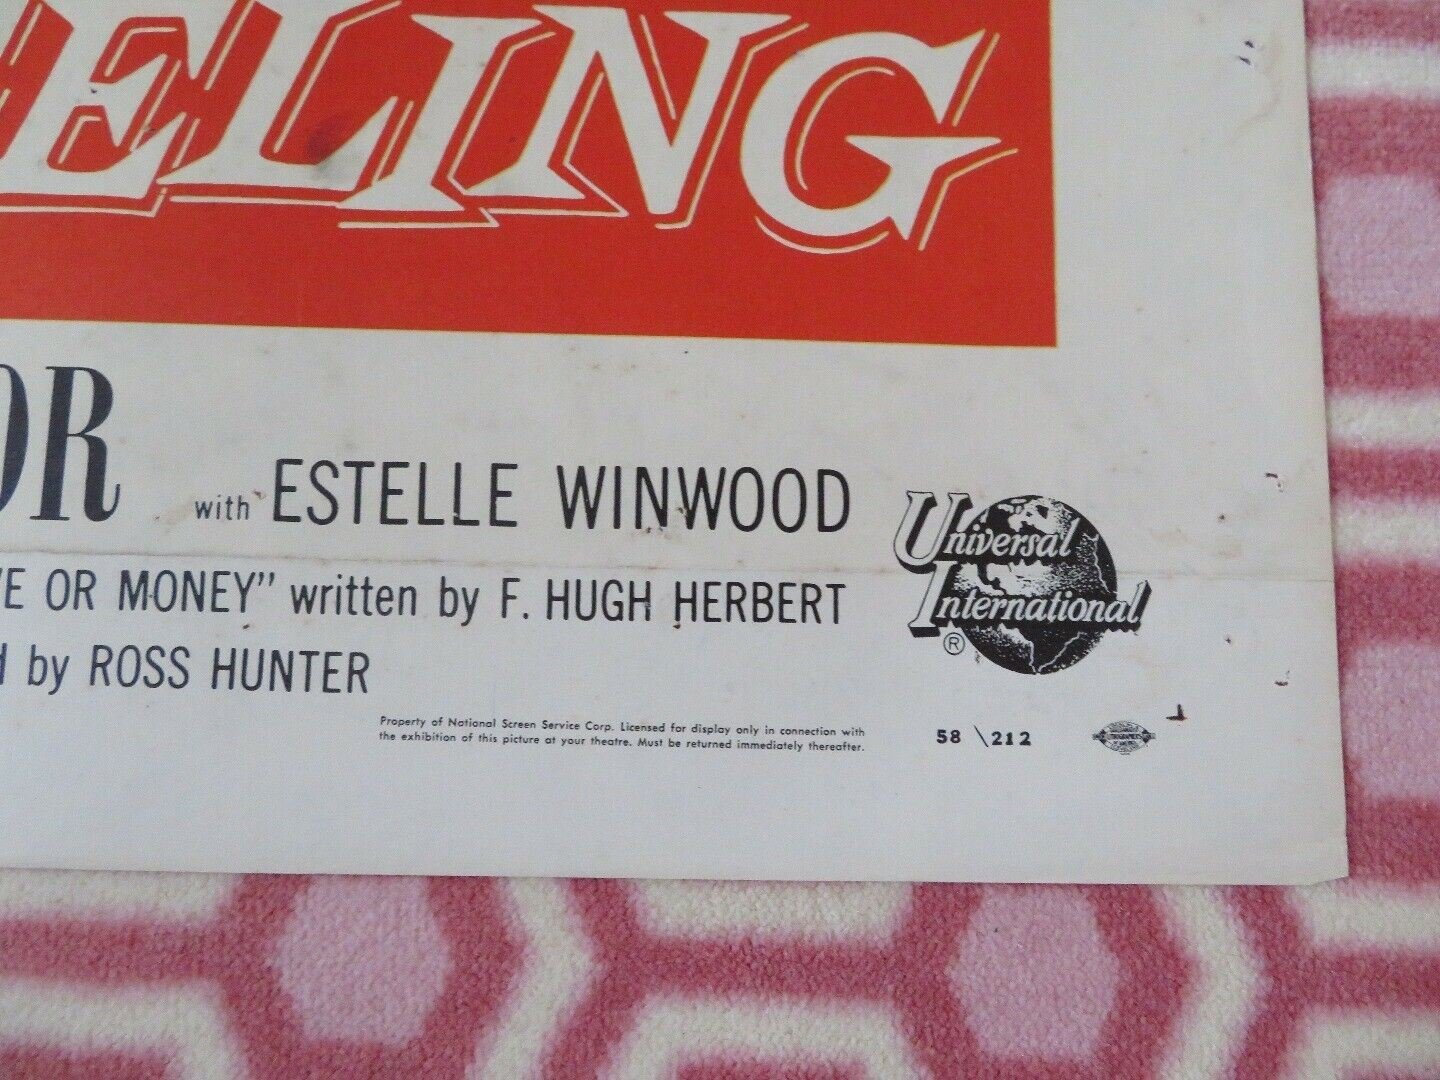 ELING
OR with ESTELLE WINWOOD
VE OR MONEY" written by F. HUGH HERBERT
d by ROSS HUNTER
Universal
International
®
Property of National Screen Service Corp. Licensed for display only in connection with
the exhibition of this picture at your theatre. Must be returned immediately thereafter.
58 \212